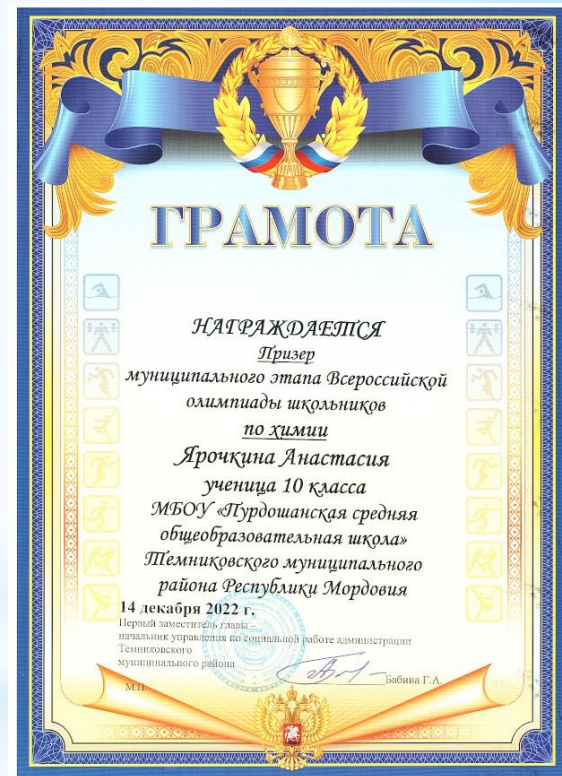 ГРАМОТА
НАГРАЖДАЕТСЯ
Призер
муниципального этапа Всероссийской
олимпиады школьников
по химии
Ярочкина Анастасия
ученица 10 класса
МБОУ «Пурдошанская средняя
общеобразовательная школа»
Темниковского муниципального
района Республики Мордовия
14 декабря 2022 г.
Первый заместитель главы –
начальник управления по социальной работе администрации
Темниковского
муниципального района
Бабина Г.А.
М.П.